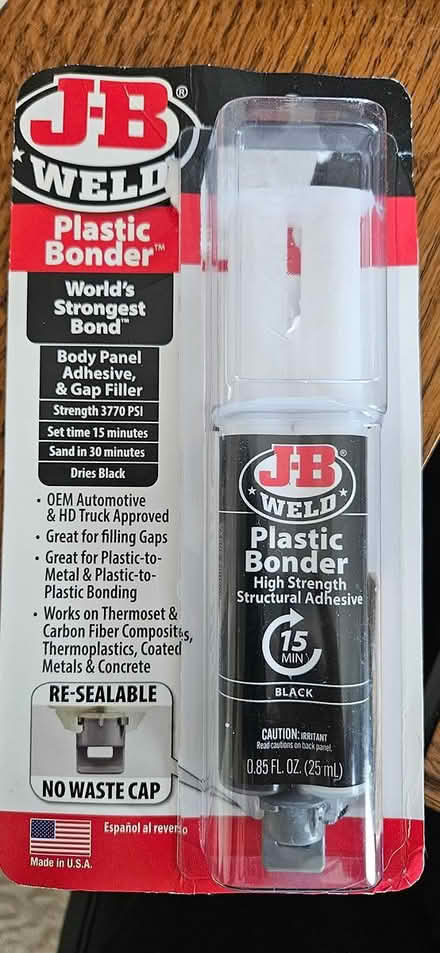 J-B®
WELD
Plastic
Bonder™
World's
Strongest
Bond™
Body Panel
Adhesive,
& Gap Filler
Strength 3770 PSI
Set time 15 minutes
Sand in 30 minutes
Dries Black
• OEM Automotive
& HD Truck Approved
• Great for filling Gaps
• Great for Plastic-to-
Metal & Plastic-to-
Plastic Bonding
• Works on Thermoset &
Carbon Fiber Composites,
Thermoplastics, Coated
Metals & Concrete
RE-SEALABLE
NO WASTE CAP
Español al reverso
Made in U.S.A.
J-B®
WELD
Plastic
Bonder
High Strength
Structural Adhesive
15
MIN
BLACK
CAUTION: IRRITANT
Read cautions on back panel.
0.85 FL. OZ. (25 mL)